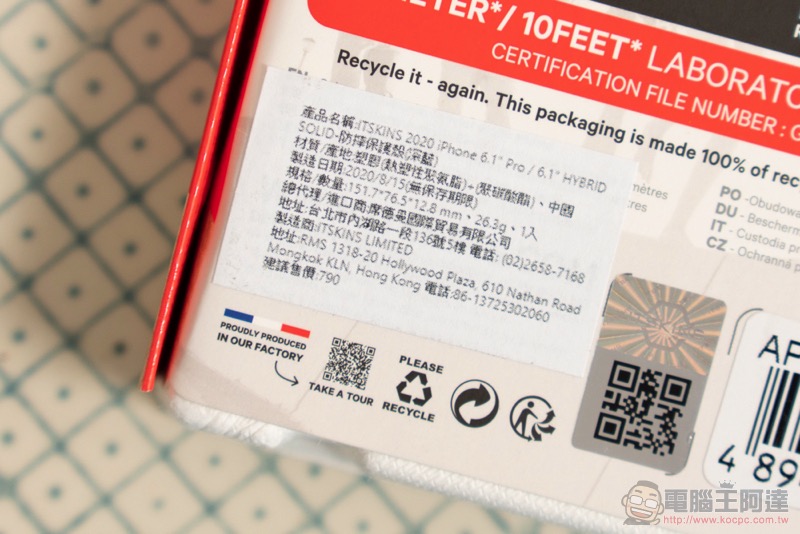 METER*/ 10FEET* LABORATO
CERTIFICATION FILE NUMBER : C
Recycle it - again. This packaging is made 100% of rec
產品名稱:ITSKINS 2020 iPhone 6.1" Pro / 6.1" HYBRID
SOLID-防摔保護殼(深藍)
材質/產地:塑膠(熱塑性聚氨酯)+(聚碳酸酯)、中國
製造日期:2020/8/15(無保存期限)
規格/數量:151.7*76.5*12.8 mm、26.3g、1入
總代理/進口商:席德曼國際貿易有限公司
地址:台北市內湖路一段136號5樓 電話: (02)2658-7168
製造商:ITSKINS LIMITED
地址:RMS 1318-20 Hollywood Plaza, 610 Nathan Road
Mongkok KLN, Hong Kong 電話:86-13725302060
建議售價:790
mètres
PO -Obudowa
DU - Bescherm
IT - Custodia p
CZ - Ochranná p
PROUDLY PRODUCED
IN OUR FACTORY
TAKE A TOUR
PLEASE
RECYCLE
AP
4 89
電腦王阿達
http://www.kocpc.com.tw